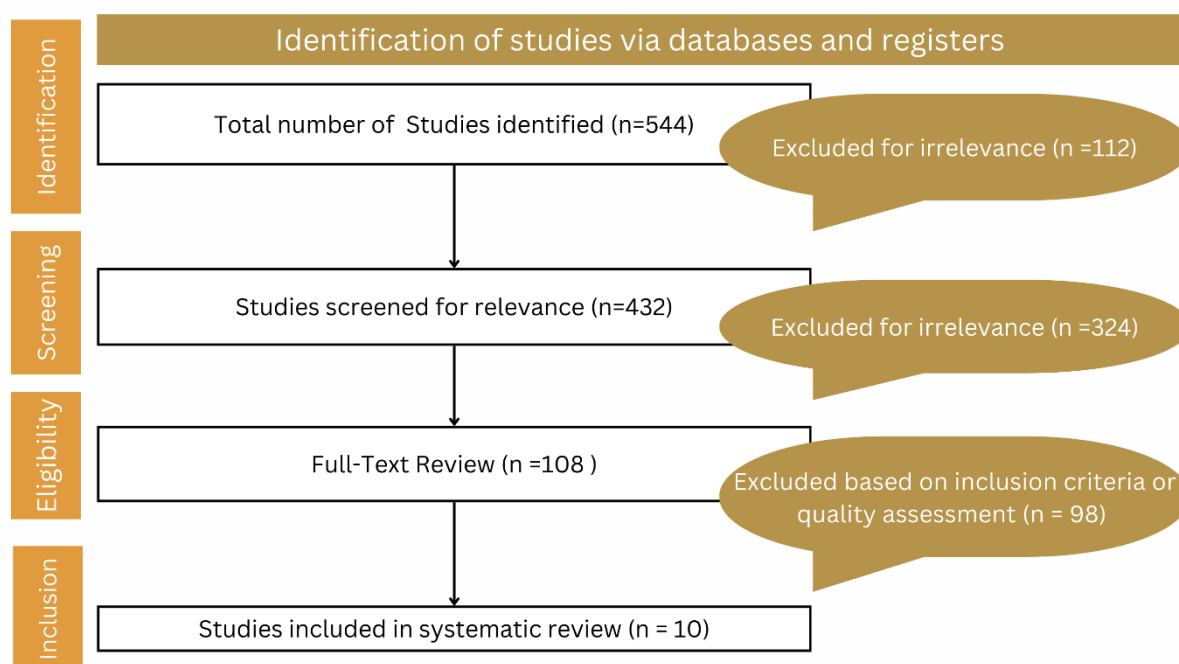 Identification of studies via databases and registers
Identification
Total number of Studies identified (n=544)
Excluded for irrelevance (n =112)
Screening
Studies screened for relevance (n=432)
Excluded for irrelevance (n =324)
Eligibility
Full-Text Review (n =108 )
Excluded based on inclusion criteria or
quality assessment (n = 98)
Inclusion
Studies included in systematic review (n = 10)